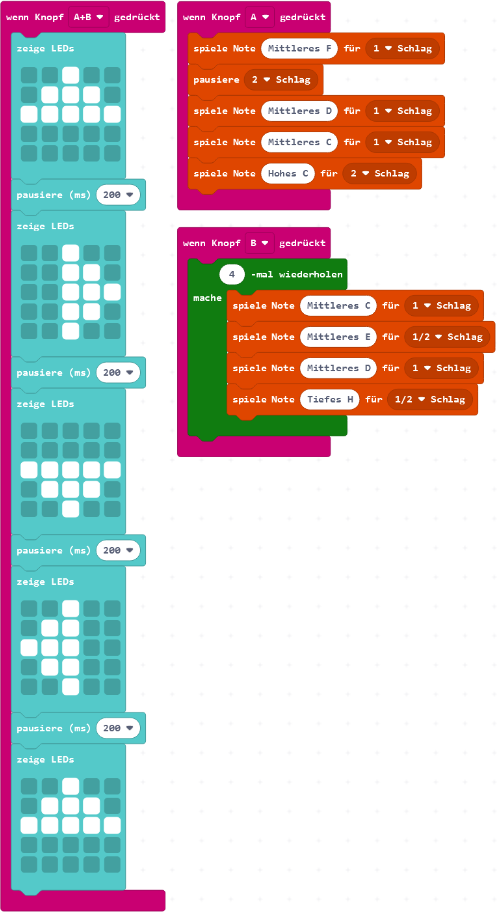 wenn Knopf A+B ▼ gedrückt
zeige LEDs
pausiere (ms) 200 ▼
zeige LEDs
pausiere (ms) 200 ▼
zeige LEDs
pausiere (ms) 200 ▼
zeige LEDs
pausiere (ms) 200 ▼
zeige LEDs
wenn Knopf A ▼ gedrückt
spiele Note Mittleres F für 1 ▼ Schlag
pausiere 2 ▼ Schlag
spiele Note Mittleres D für 1 ▼ Schlag
spiele Note Mittleres C für 1 ▼ Schlag
spiele Note Hohes C für 2 ▼ Schlag
wenn Knopf B ▼ gedrückt
4 -mal wiederholen
mache
spiele Note Mittleres C für 1 ▼ Schlag
spiele Note Mittleres E für 1/2 ▼ Schlag
spiele Note Mittleres D für 1 ▼ Schlag
spiele Note Tiefes H für 1/2 ▼ Schlag